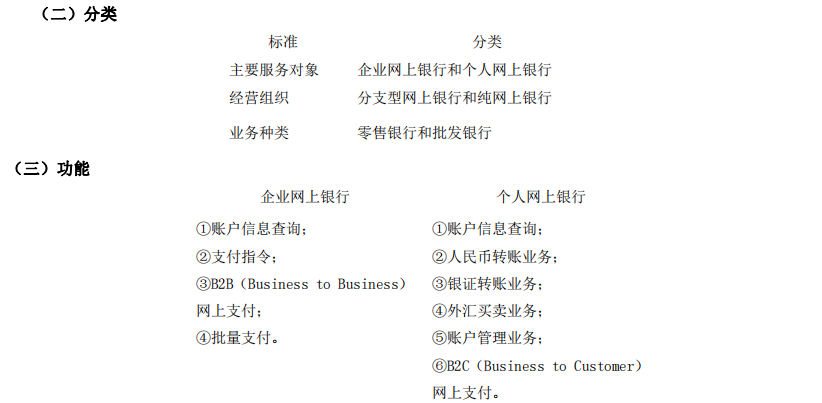 （二）分类
标准 分类
主要服务对象 企业网上银行和个人网上银行
经营组织 分支型网上银行和纯网上银行
业务种类 零售银行和批发银行
（三）功能
企业网上银行 个人网上银行
①账户信息查询； ①账户信息查询；
②支付指令； ②人民币转账业务；
③B2B（Business to Business） ③银证转账业务；
网上支付； ④外汇买卖业务；
④批量支付。 ⑤账户管理业务；
⑥B2C（Business to Customer）
网上支付。